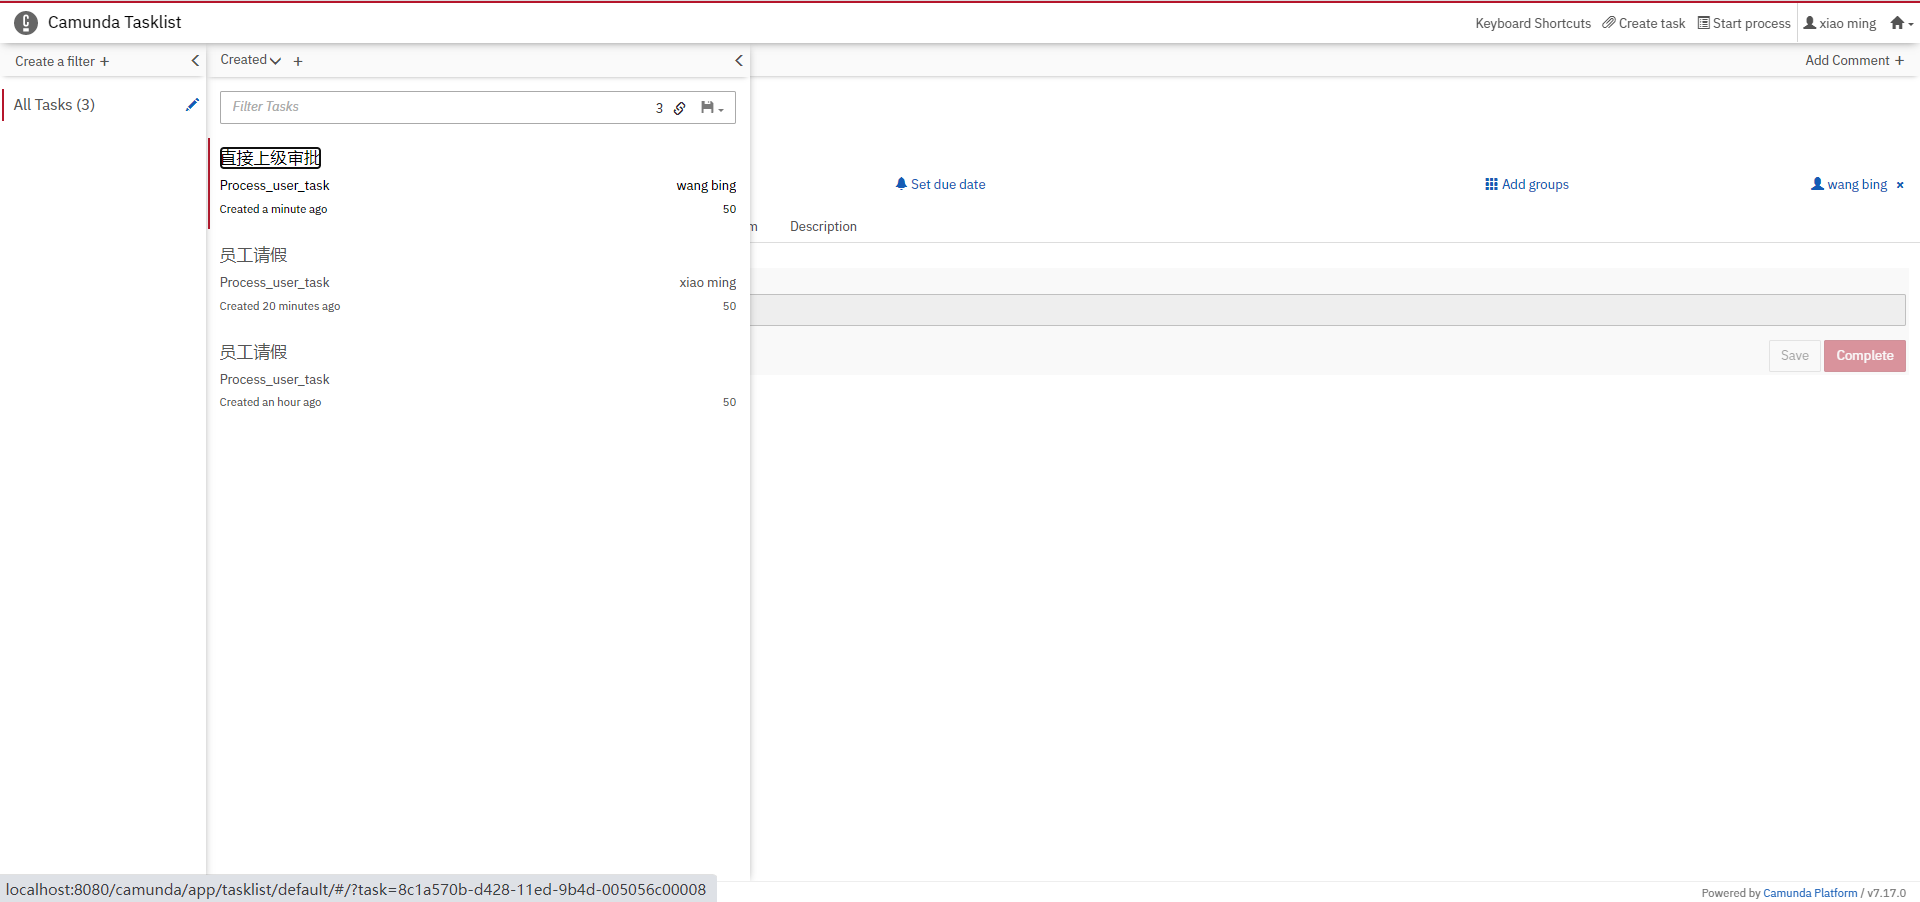 Camunda Tasklist
Keyboard Shortcuts Create task Start process xiao ming
Create a filter +
Created +
Add Comment +
All Tasks (3)
Filter Tasks 3
直接上级审批
Process_user_task wang bing
Created a minute ago 50
Set due date Add groups wang bing ×
Description
员工请假
Process_user_task xiao ming
Created 20 minutes ago 50
Save Complete
员工请假
Process_user_task
Created an hour ago 50
localhost:8080/camunda/app/tasklist/default/#/?task=8c1a570b-d428-11ed-9b4d-005056c00008
Powered by Camunda Platform / v7.17.0